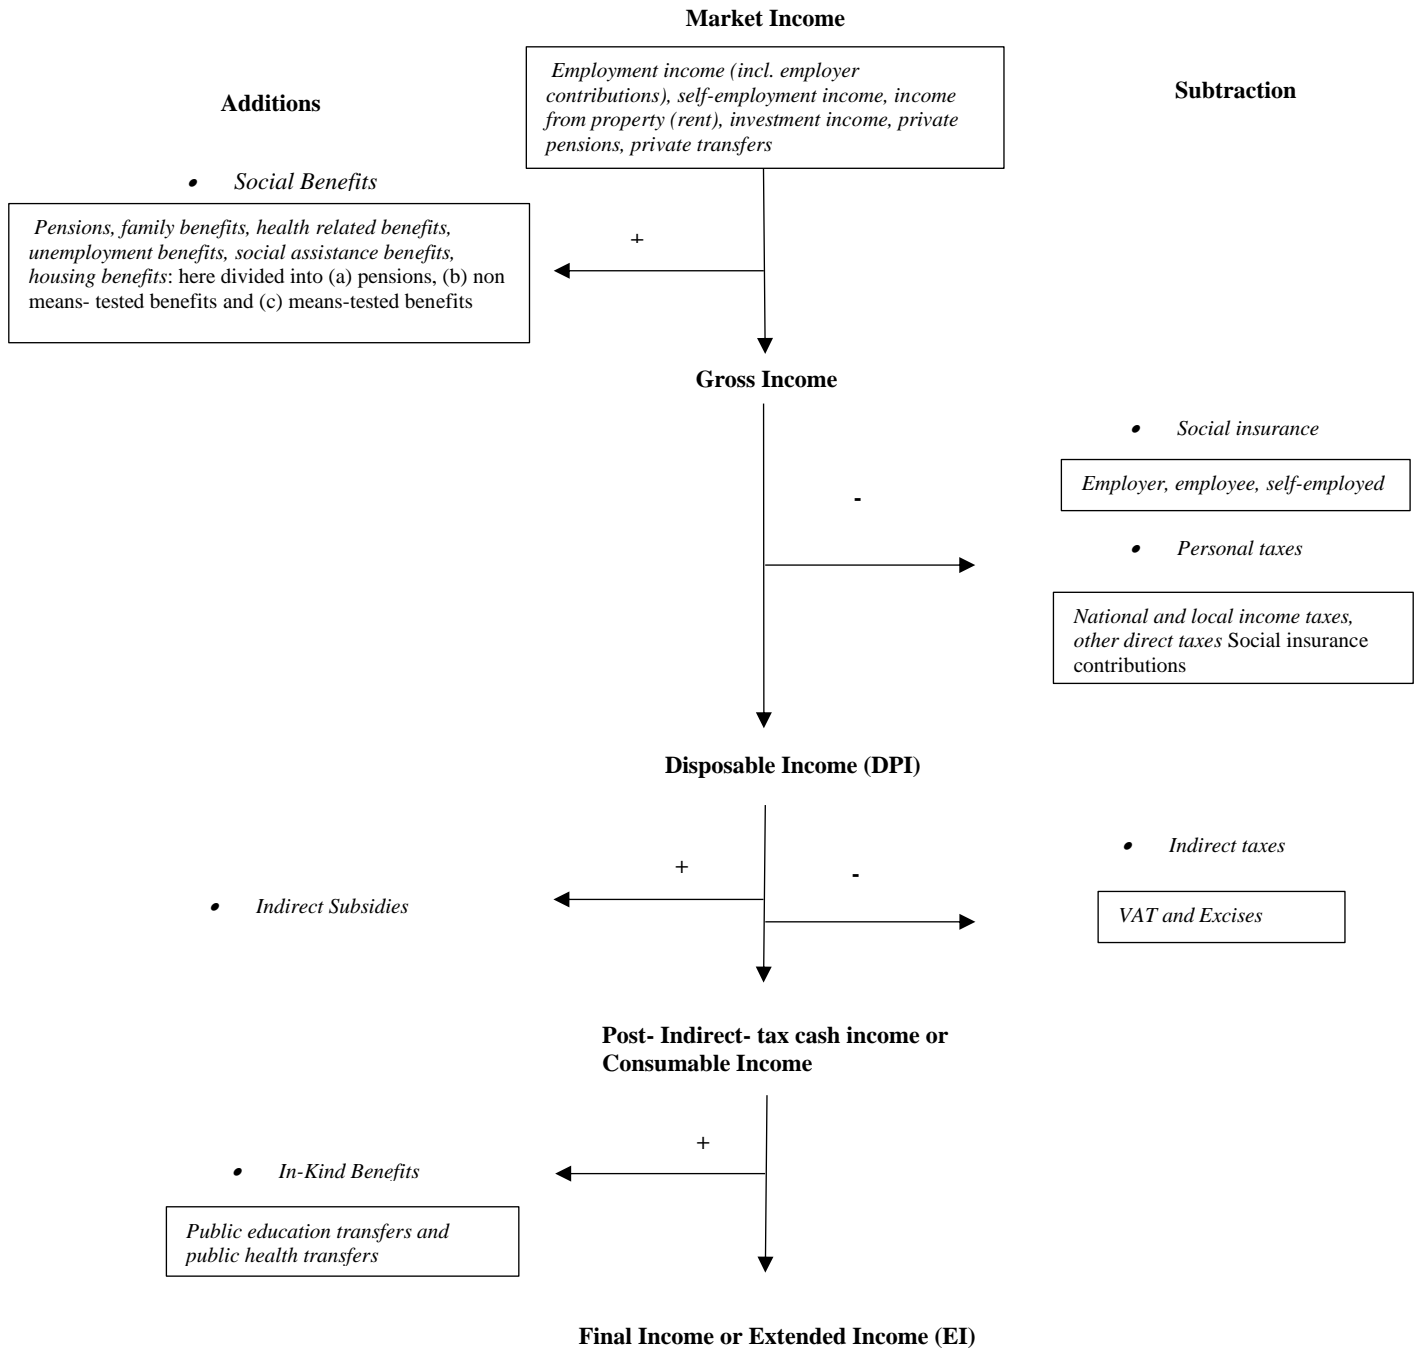 Market Income
Employment income (incl. employer
contributions), self-employment income, income
from property (rent), investment income, private
pensions, private transfers
Additions
Subtraction
• Social Benefits
Pensions, family benefits, health related benefits,
unemployment benefits, social assistance benefits,
housing benefits: here divided into (a) pensions, (b) non
means- tested benefits and (c) means-tested benefits
+
Gross Income
• Social insurance
Employer, employee, self-employed
-
• Personal taxes
National and local income taxes,
other direct taxes Social insurance
contributions
Disposable Income (DPI)
+
-
• Indirect Subsidies
• Indirect taxes
VAT and Excises
Post- Indirect- tax cash income or
Consumable Income
+
• In-Kind Benefits
Public education transfers and
public health transfers
Final Income or Extended Income (EI)